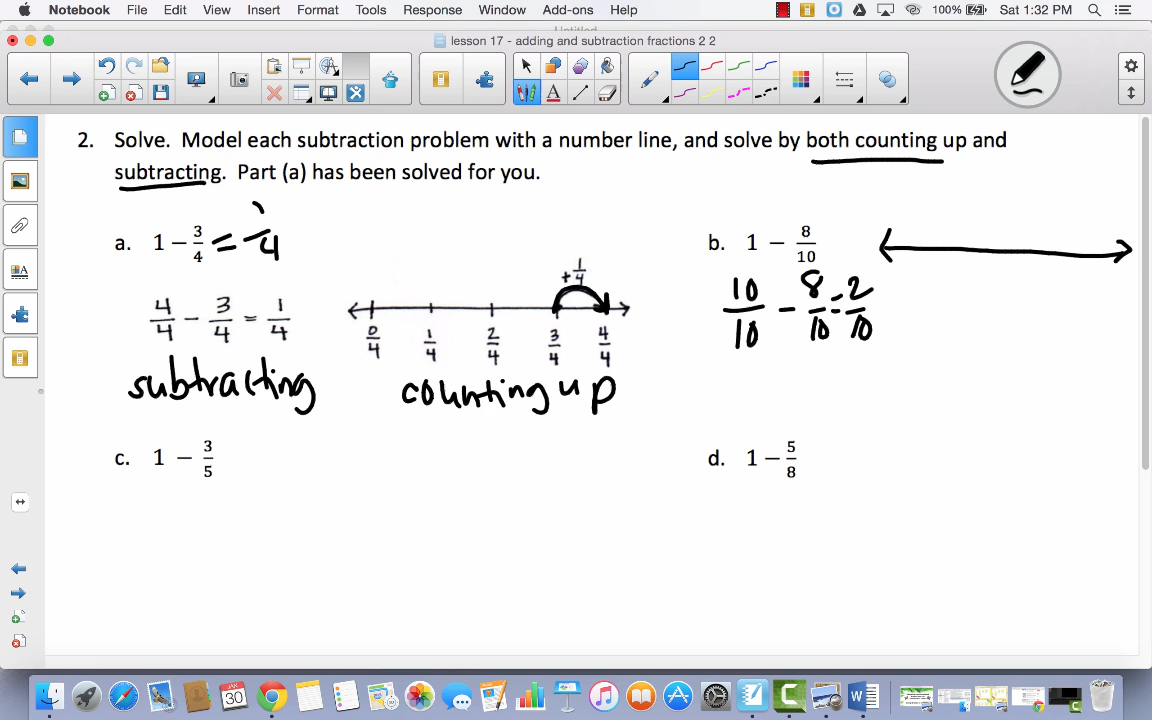 Notebook File Edit View Insert Format Tools Response Window Add-ons Help 100% Sat 1:32 PM
Untitled
lesson 17 - adding and subtraction fractions 2 2
2. Solve. Model each subtraction problem with a number line, and solve by both counting up and
subtracting. Part (a) has been solved for you.
a. 1 − 3/4 = 1/4
4/4 − 3/4 = 1/4
+1/4
0/4 1/4 2/4 3/4 4/4
subtracting counting up
b. 1 − 8/10
10/10 − 8/10 = 2/10
c. 1 − 3/5
d. 1 − 5/8
JAN
30